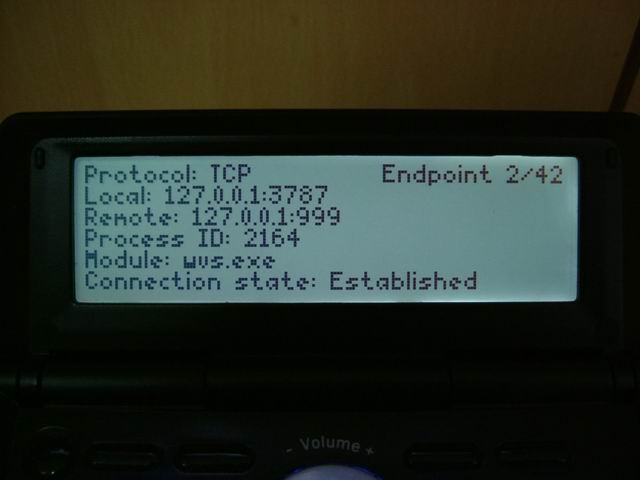 Protocol: TCP Endpoint 2/42
Local: 127.0.0.1:3787
Remote: 127.0.0.1:999
Process ID: 2164
Module: wvs.exe
Connection state: Established
- Volume +